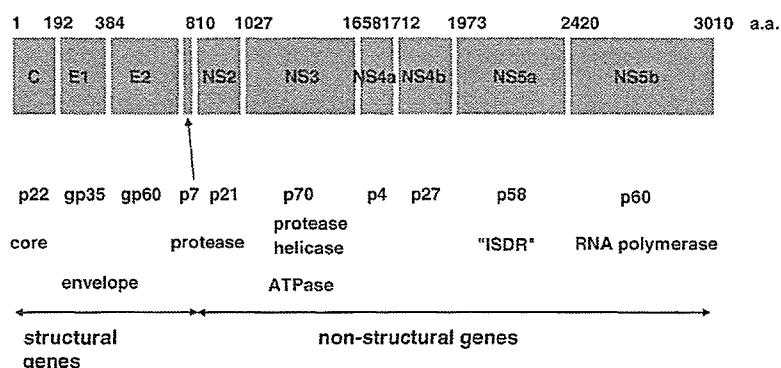 1 192 384 810 1027 1658 1712 1973 2420 3010 a.a.
C E1 E2 NS2 NS3 NS4a NS4b NS5a NS5b
p22 gp35 gp60 p7 p21 p70 p4 p27 p58 p60
core protease protease helicase "ISDR" RNA polymerase
envelope ATPase
structural genes non-structural genes